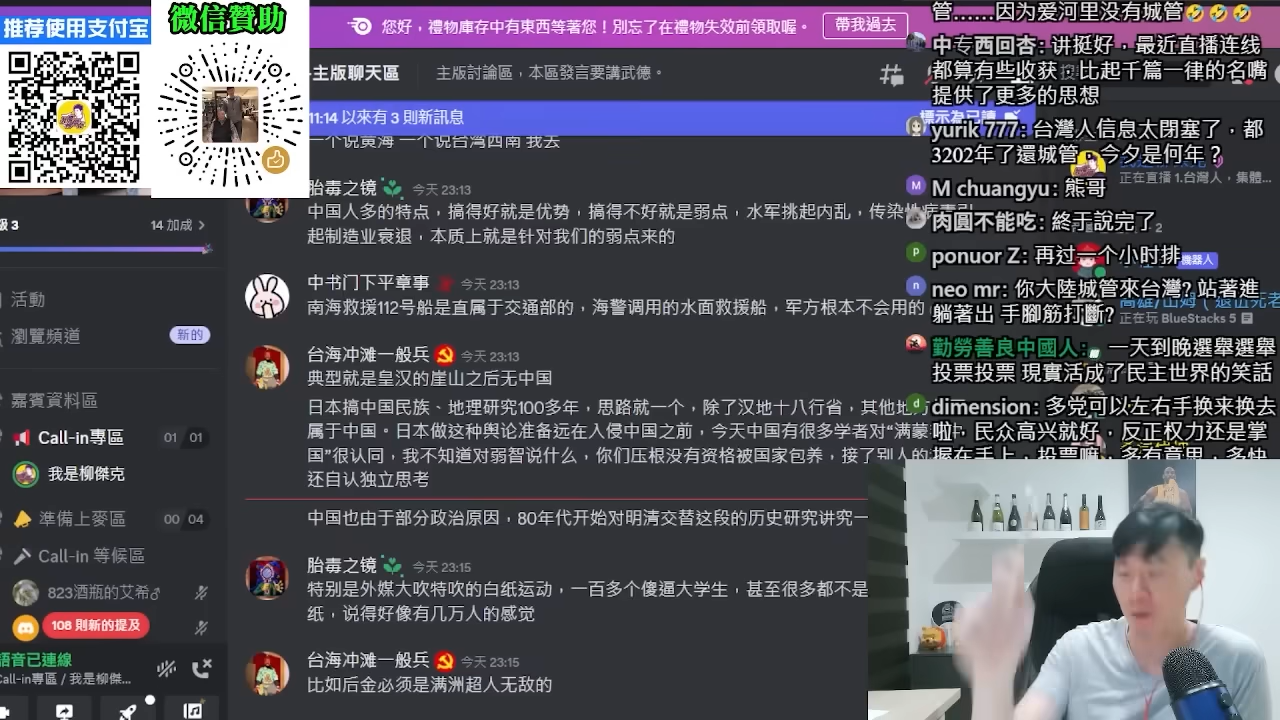 推荐使用支付宝
微信贊助
您好，禮物庫存中有東西等著您！別忘了在禮物失效前領取喔。
帶我過去
主版聊天區
主版討論區，本區發言要講武德。
11:14 以來有 3 則新訊息
標示為已讀
一个说黄海 一个说台湾西南 我去
胎毒之镜 今天 23:13
中国人多的特点，搞得好就是优势，搞得不好就是弱点，水军挑起内乱，传染性病毒引
起制造业衰退，本质上就是针对我们的弱点来的
中书门下平章事 今天 23:13
南海救援112号船是直属于交通部的，海警调用的水面救援船，军方根本不会用的
台海冲滩一般兵 今天 23:13
典型就是皇汉的崖山之后无中国
日本搞中国民族、地理研究100多年，思路就一个，除了汉地十八行省，其他地方
属于中国。日本做这种舆论准备远在入侵中国之前，今天中国有很多学者对“满蒙
国”很认同，我不知道对弱智说什么，你们压根没有资格被国家包养，接了别人的
还自认独立思考
中国也由于部分政治原因，80年代开始对明清交替这段的历史研究讲究一
胎毒之镜 今天 23:15
特别是外媒大吹特吹的白纸运动，一百多个傻逼大学生，甚至很多都不是
纸，说得好像有几万人的感觉
台海冲滩一般兵 今天 23:15
比如后金必须是满洲超人无敌的
級 3
14 加成
活動
瀏覽頻道
新的
嘉賓資料區
Call-in專區 01 01
我是柳傑克
準備上麥區 00 04
Call-in 等候區
823酒瓶的艾希♂
108 則新的提及
語音已連線
Call-in專區 / 我是柳傑...
管......因为爱河里没有城管🤣🤣🤣
中专西回杏: 讲挺好，最近直播连线
都算有些收获，比起千篇一律的名嘴
提供了更多的思想
yurik 777: 台灣人信息太閉塞了，都
3202年了還城管，今夕是何年？
正在直播 1.台灣人，集體...
M chuangyu: 熊哥
肉圓不能吃: 終于說完了
2
ponuor Z: 再过一个小时排
機器人
neo mr: 你大陸城管來台灣? 站著進
躺著出 手腳筋打斷?
正在玩 BlueStacks 5
勤勞善良中國人: 一天到晚選舉選舉
投票投票 現實活成了民主世界的笑話
dimension: 多党可以左右手换来换去
啦，民众高兴就好，反正权力还是掌
握在手上，投票嘛，多有意思，多快